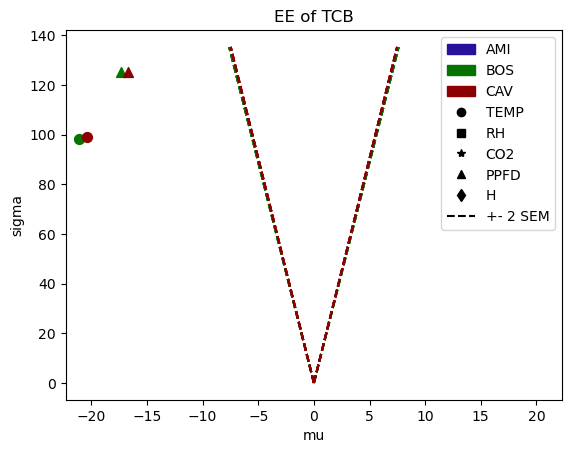 EE of TCB
140
120
100
80
60
40
20
0
sigma
−20 −15 −10 −5 0 5 10 15 20
mu
AMI
BOS
CAV
TEMP
RH
CO2
PPFD
H
+- 2 SEM